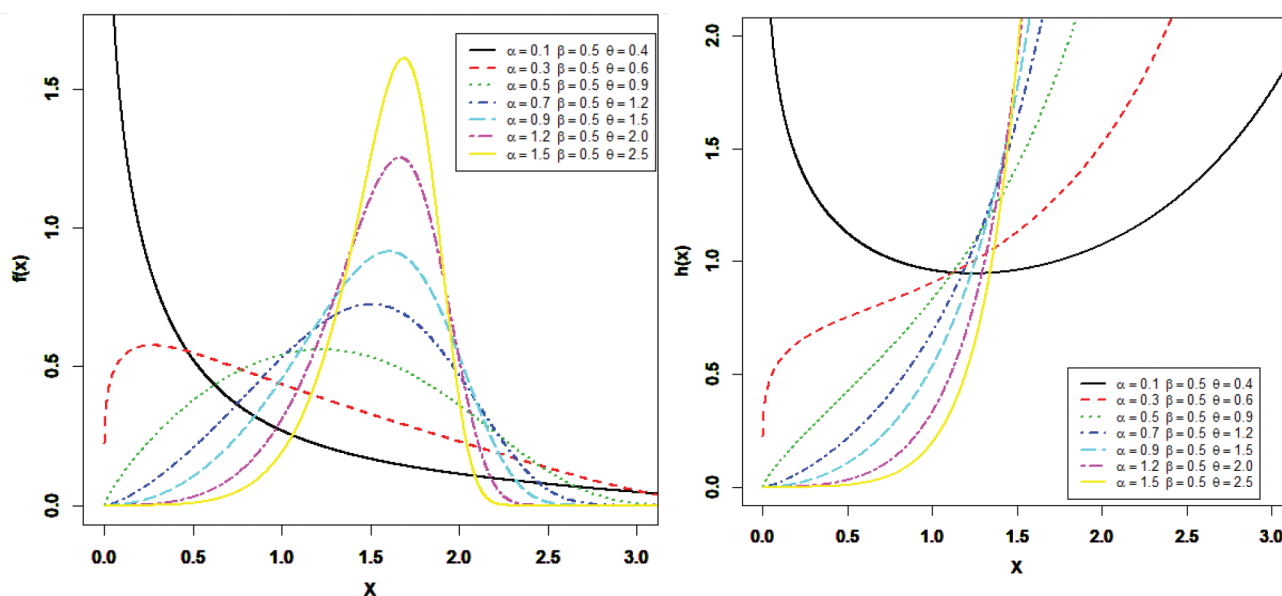 α = 0.1 β = 0.5 θ = 0.4
α = 0.3 β = 0.5 θ = 0.6
α = 0.5 β = 0.5 θ = 0.9
α = 0.7 β = 0.5 θ = 1.2
α = 0.9 β = 0.5 θ = 1.5
α = 1.2 β = 0.5 θ = 2.0
α = 1.5 β = 0.5 θ = 2.5
f(x)
1.5
1.0
0.5
0.0
0.0 0.5 1.0 1.5 2.0 2.5 3.0
X
h(x)
2.0
1.5
1.0
0.5
0.0
α = 0.1 β = 0.5 θ = 0.4
α = 0.3 β = 0.5 θ = 0.6
α = 0.5 β = 0.5 θ = 0.9
α = 0.7 β = 0.5 θ = 1.2
α = 0.9 β = 0.5 θ = 1.5
α = 1.2 β = 0.5 θ = 2.0
α = 1.5 β = 0.5 θ = 2.5
0.0 0.5 1.0 1.5 2.0 2.5 3.0
X